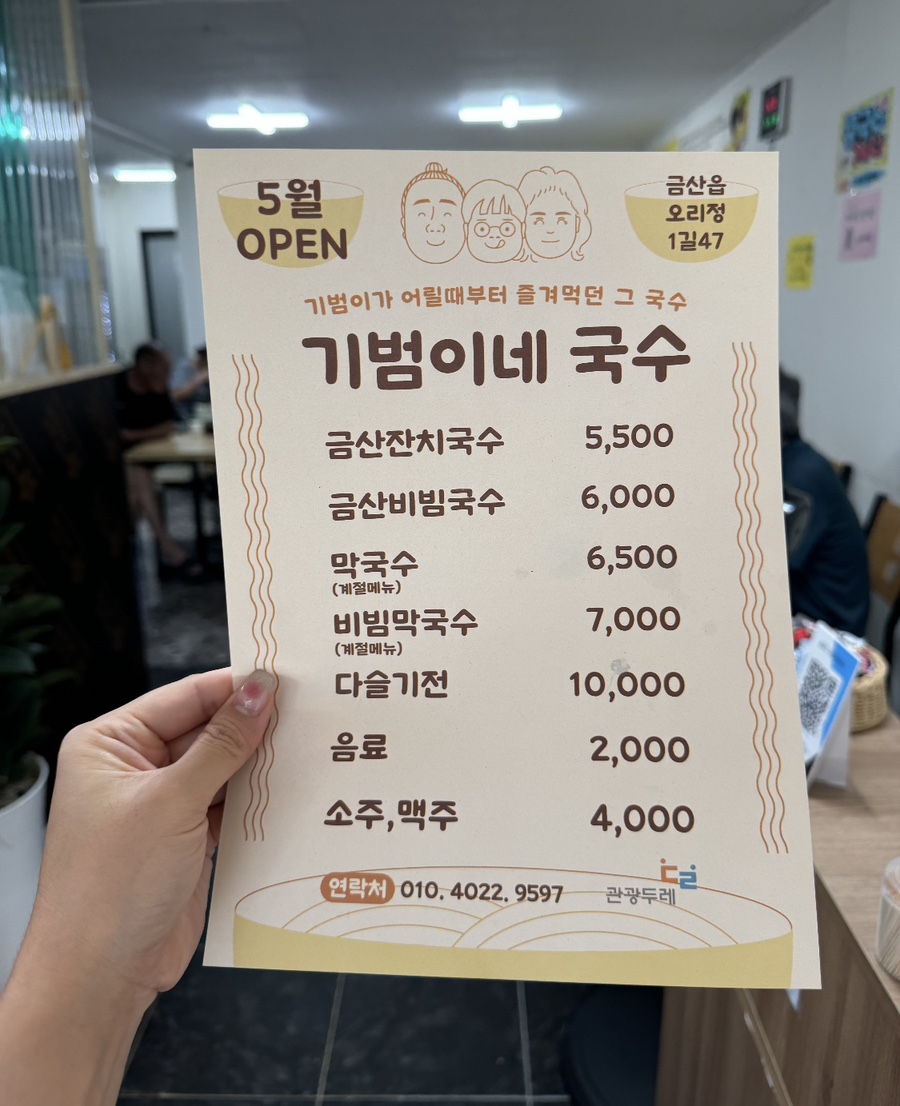 5월
OPEN
금산읍
오리정
1길47
기범이가 어릴때부터 즐겨먹던 그 국수
기범이네 국수
금산잔치국수 5,500
금산비빔국수 6,000
막국수 6,500
(계절메뉴)
비빔막국수 7,000
(계절메뉴)
다슬기전 10,000
음료 2,000
소주,맥주 4,000
연락처 010. 4022. 9597
관광두레